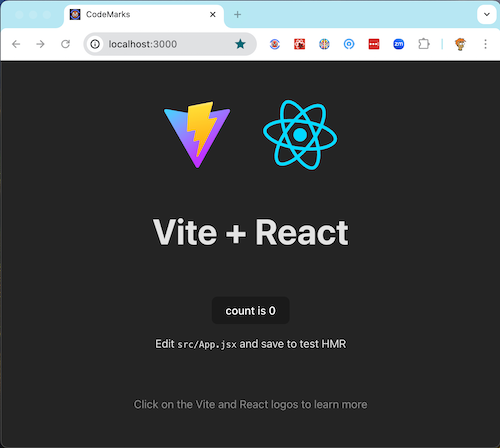 CodeMarks
localhost:3000
zm
Vite + React
count is 0
Edit src/App.jsx and save to test HMR
Click on the Vite and React logos to learn more